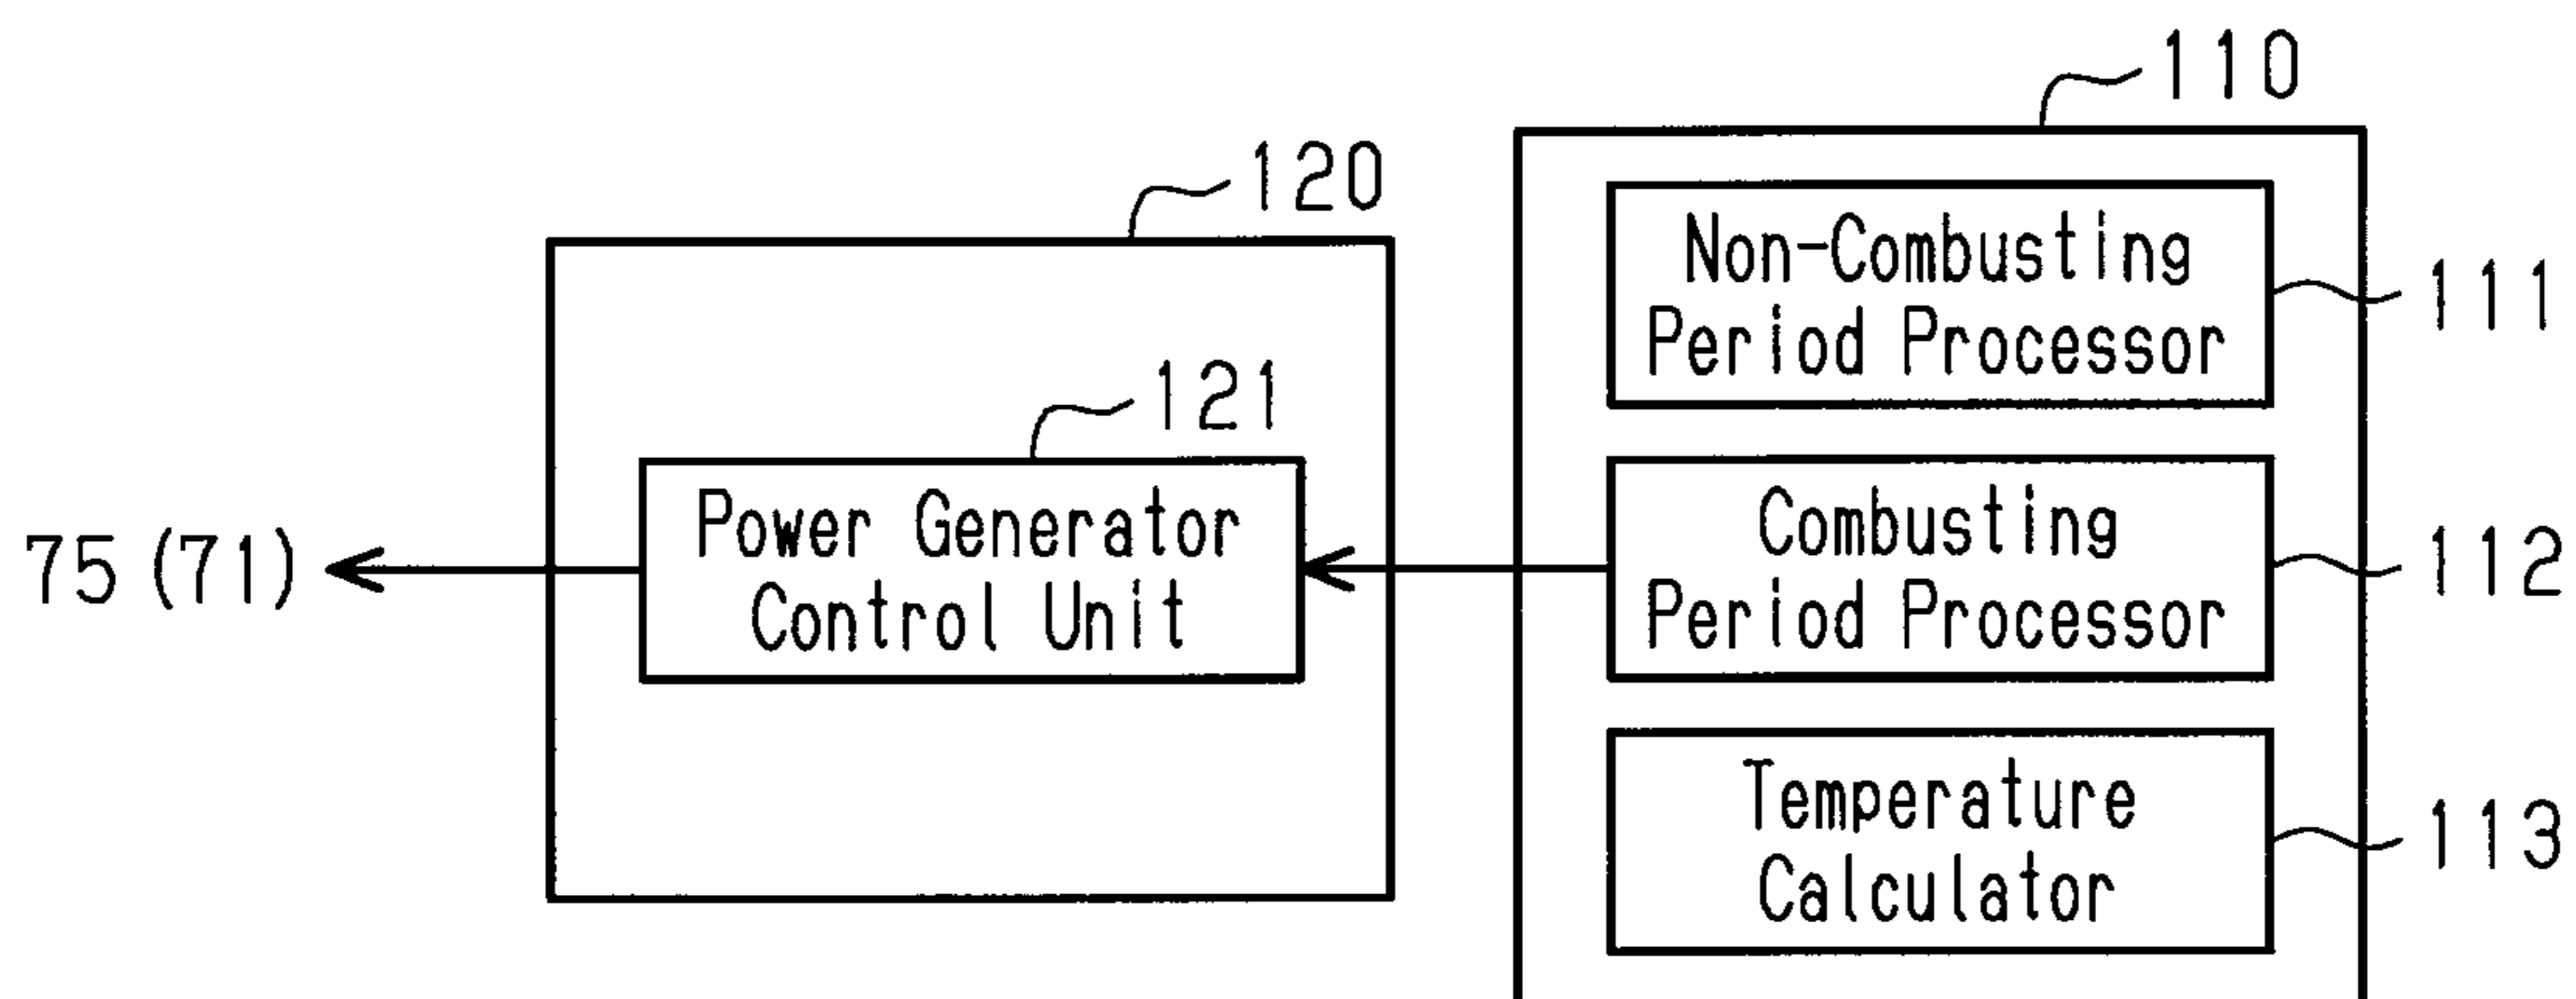 110
120
Non-Combusting
Period Processor
111
121
Power Generator
Control Unit
75 (71)
Combusting
Period Processor
112
Temperature
Calculator
113